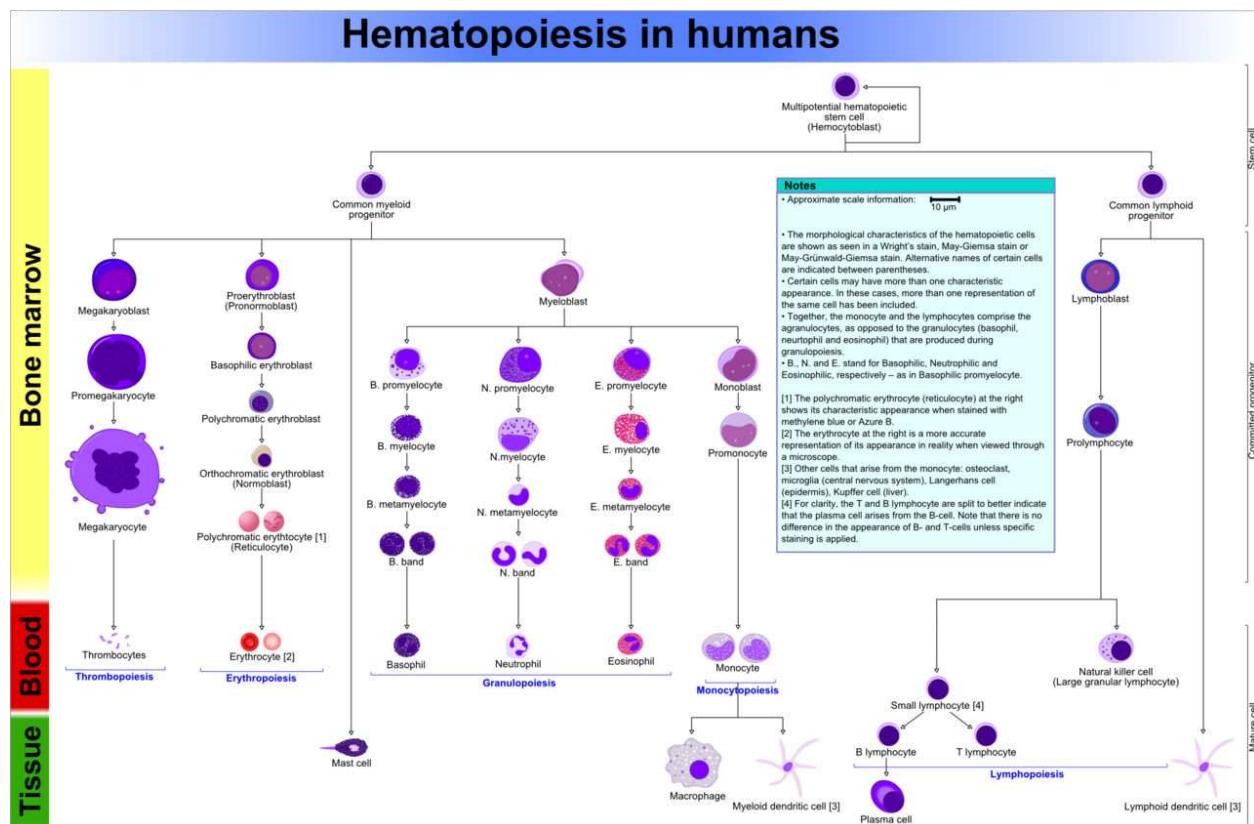 Hematopoiesis in humans
Bone marrow
Blood
Tissue
Stem cell
Committed progenitor
Mature cell
Multipotential hematopoietic
stem cell
(Hemocytoblast)
Common myeloid
progenitor
Common lymphoid
progenitor
Notes
• Approximate scale information:
10 µm
• The morphological characteristics of the hematopoietic cells
are shown as seen in a Wright's stain, May-Giemsa stain or
May-Grünwald-Giemsa stain. Alternative names of certain cells
are indicated between parentheses.
• Certain cells may have more than one characteristic
appearance. In these cases, more than one representation of
the same cell has been included.
• Together, the monocyte and the lymphocytes comprise the
agranulocytes, as opposed to the granulocytes (basophil,
neurtophil and eosinophil) that are produced during
granulopoiesis.
• B., N. and E. stand for Basophilic, Neutrophilic and
Eosinophilic, respectively – as in Basophilic promyelocyte.
[1] The polychromatic erythrocyte (reticulocyte) at the right
shows its characteristic appearance when stained with
methylene blue or Azure B.
[2] The erythrocyte at the right is a more accurate
representation of its appearance in reality when viewed through
a microscope.
[3] Other cells that arise from the monocyte: osteoclast,
microglia (central nervous system), Langerhans cell
(epidermis), Kupffer cell (liver).
[4] For clarity, the T and B lymphocyte are split to better indicate
that the plasma cell arises from the B-cell. Note that there is no
difference in the appearance of B- and T-cells unless specific
staining is applied.
Megakaryoblast
Promegakaryocyte
Megakaryocyte
Thrombocytes
Thrombopoiesis
Proerythroblast
(Pronormoblast)
Basophilic erythroblast
Polychromatic erythroblast
Orthochromatic erythroblast
(Normoblast)
Polychromatic erythtocyte [1]
(Reticulocyte)
Erythrocyte [2]
Erythropoiesis
Mast cell
Myeloblast
B. promyelocyte
B. myelocyte
B. metamyelocyte
B. band
Basophil
N. promyelocyte
N.myelocyte
N. metamyelocyte
N. band
Neutrophil
E. promyelocyte
E. myelocyte
E. metamyelocyte
E. band
Eosinophil
Granulopoiesis
Monoblast
Promonocyte
Monocyte
Monocytopoiesis
Macrophage
Myeloid dendritic cell [3]
Lymphoblast
Prolymphocyte
Small lymphocyte [4]
Natural killer cell
(Large granular lymphocyte)
B lymphocyte
T lymphocyte
Lymphopoiesis
Plasma cell
Lymphoid dendritic cell [3]